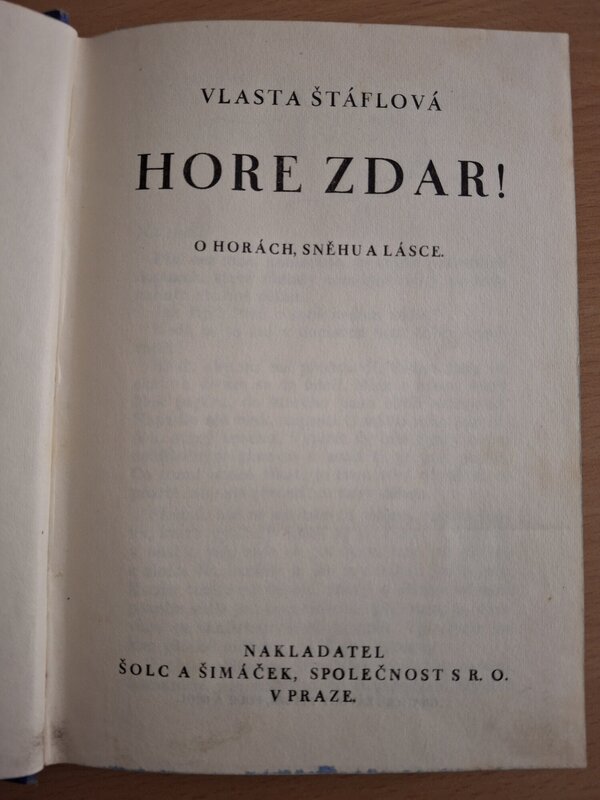 VLASTA ŠTÁFLOVÁ
HORE ZDAR!
O HORÁCH, SNĚHU A LÁSCE.
NAKLADATEL
ŠOLC A ŠIMÁČEK, SPOLEČNOST S R. O.
V PRAZE.